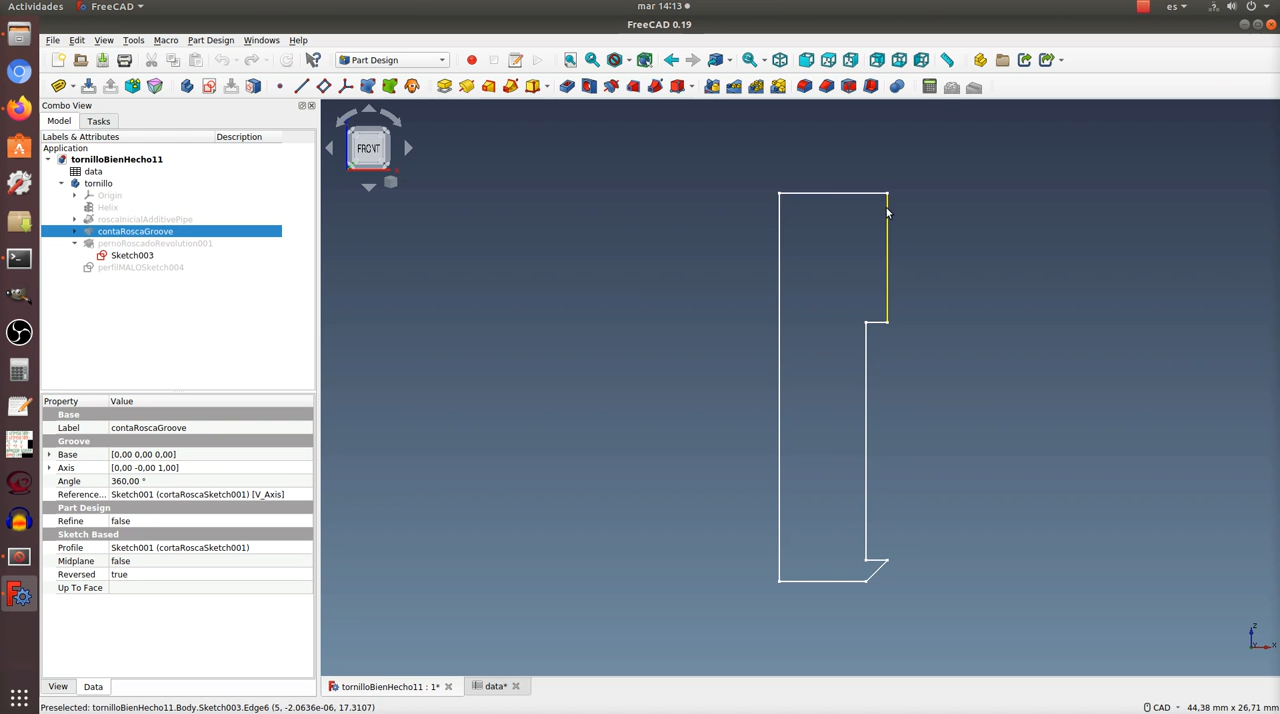 Actividades FreeCAD mar 14:13 es
FreeCAD 0.19
File Edit View Tools Macro Part Design Windows Help
Part Design
Combo View
Model Tasks
Labels & Attributes Description
Application
tornilloBienHecho11
data
tornillo
Origin
Helix
roscaInicialAdditivePipe
contaRoscaGroove
pernoRoscadoRevolution001
Sketch003
perfilMALOSketch004
FRONT
Property Value
Base
Label contaRoscaGroove
Groove
Base [0,00 0,00 0,00]
Axis [0,00 -0,00 1,00]
Angle 360,00 °
Reference... Sketch001 (cortaRoscaSketch001) [V_Axis]
Part Design
Refine false
Sketch Based
Profile Sketch001 (cortaRoscaSketch001)
Midplane false
Reversed true
Up To Face
View Data
tornilloBienHecho11 : 1*
data*
Z
X
Preselected: tornilloBienHecho11.Body.Sketch003.Edge6 (5, -2.0636e-06, 17.3107) CAD 44,38 mm x 26,71 mm